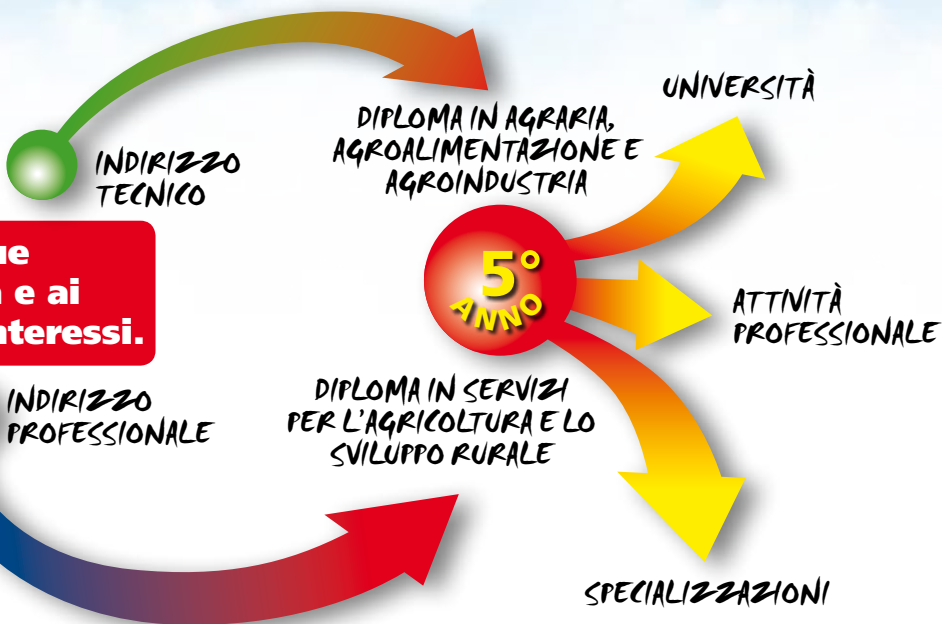 INDIRIZZO
TECNICO
DIPLOMA IN AGRARIA,
AGROALIMENTAZIONE E
AGROINDUSTRIA
UNIVERSITÀ
e ai
nteressi.
5°
ANNO
ATTIVITÀ
PROFESSIONALE
INDIRIZZO
PROFESSIONALE
DIPLOMA IN SERVIZI
PER L'AGRICOLTURA E LO
SVILUPPO RURALE
SPECIALIZZAZIONI